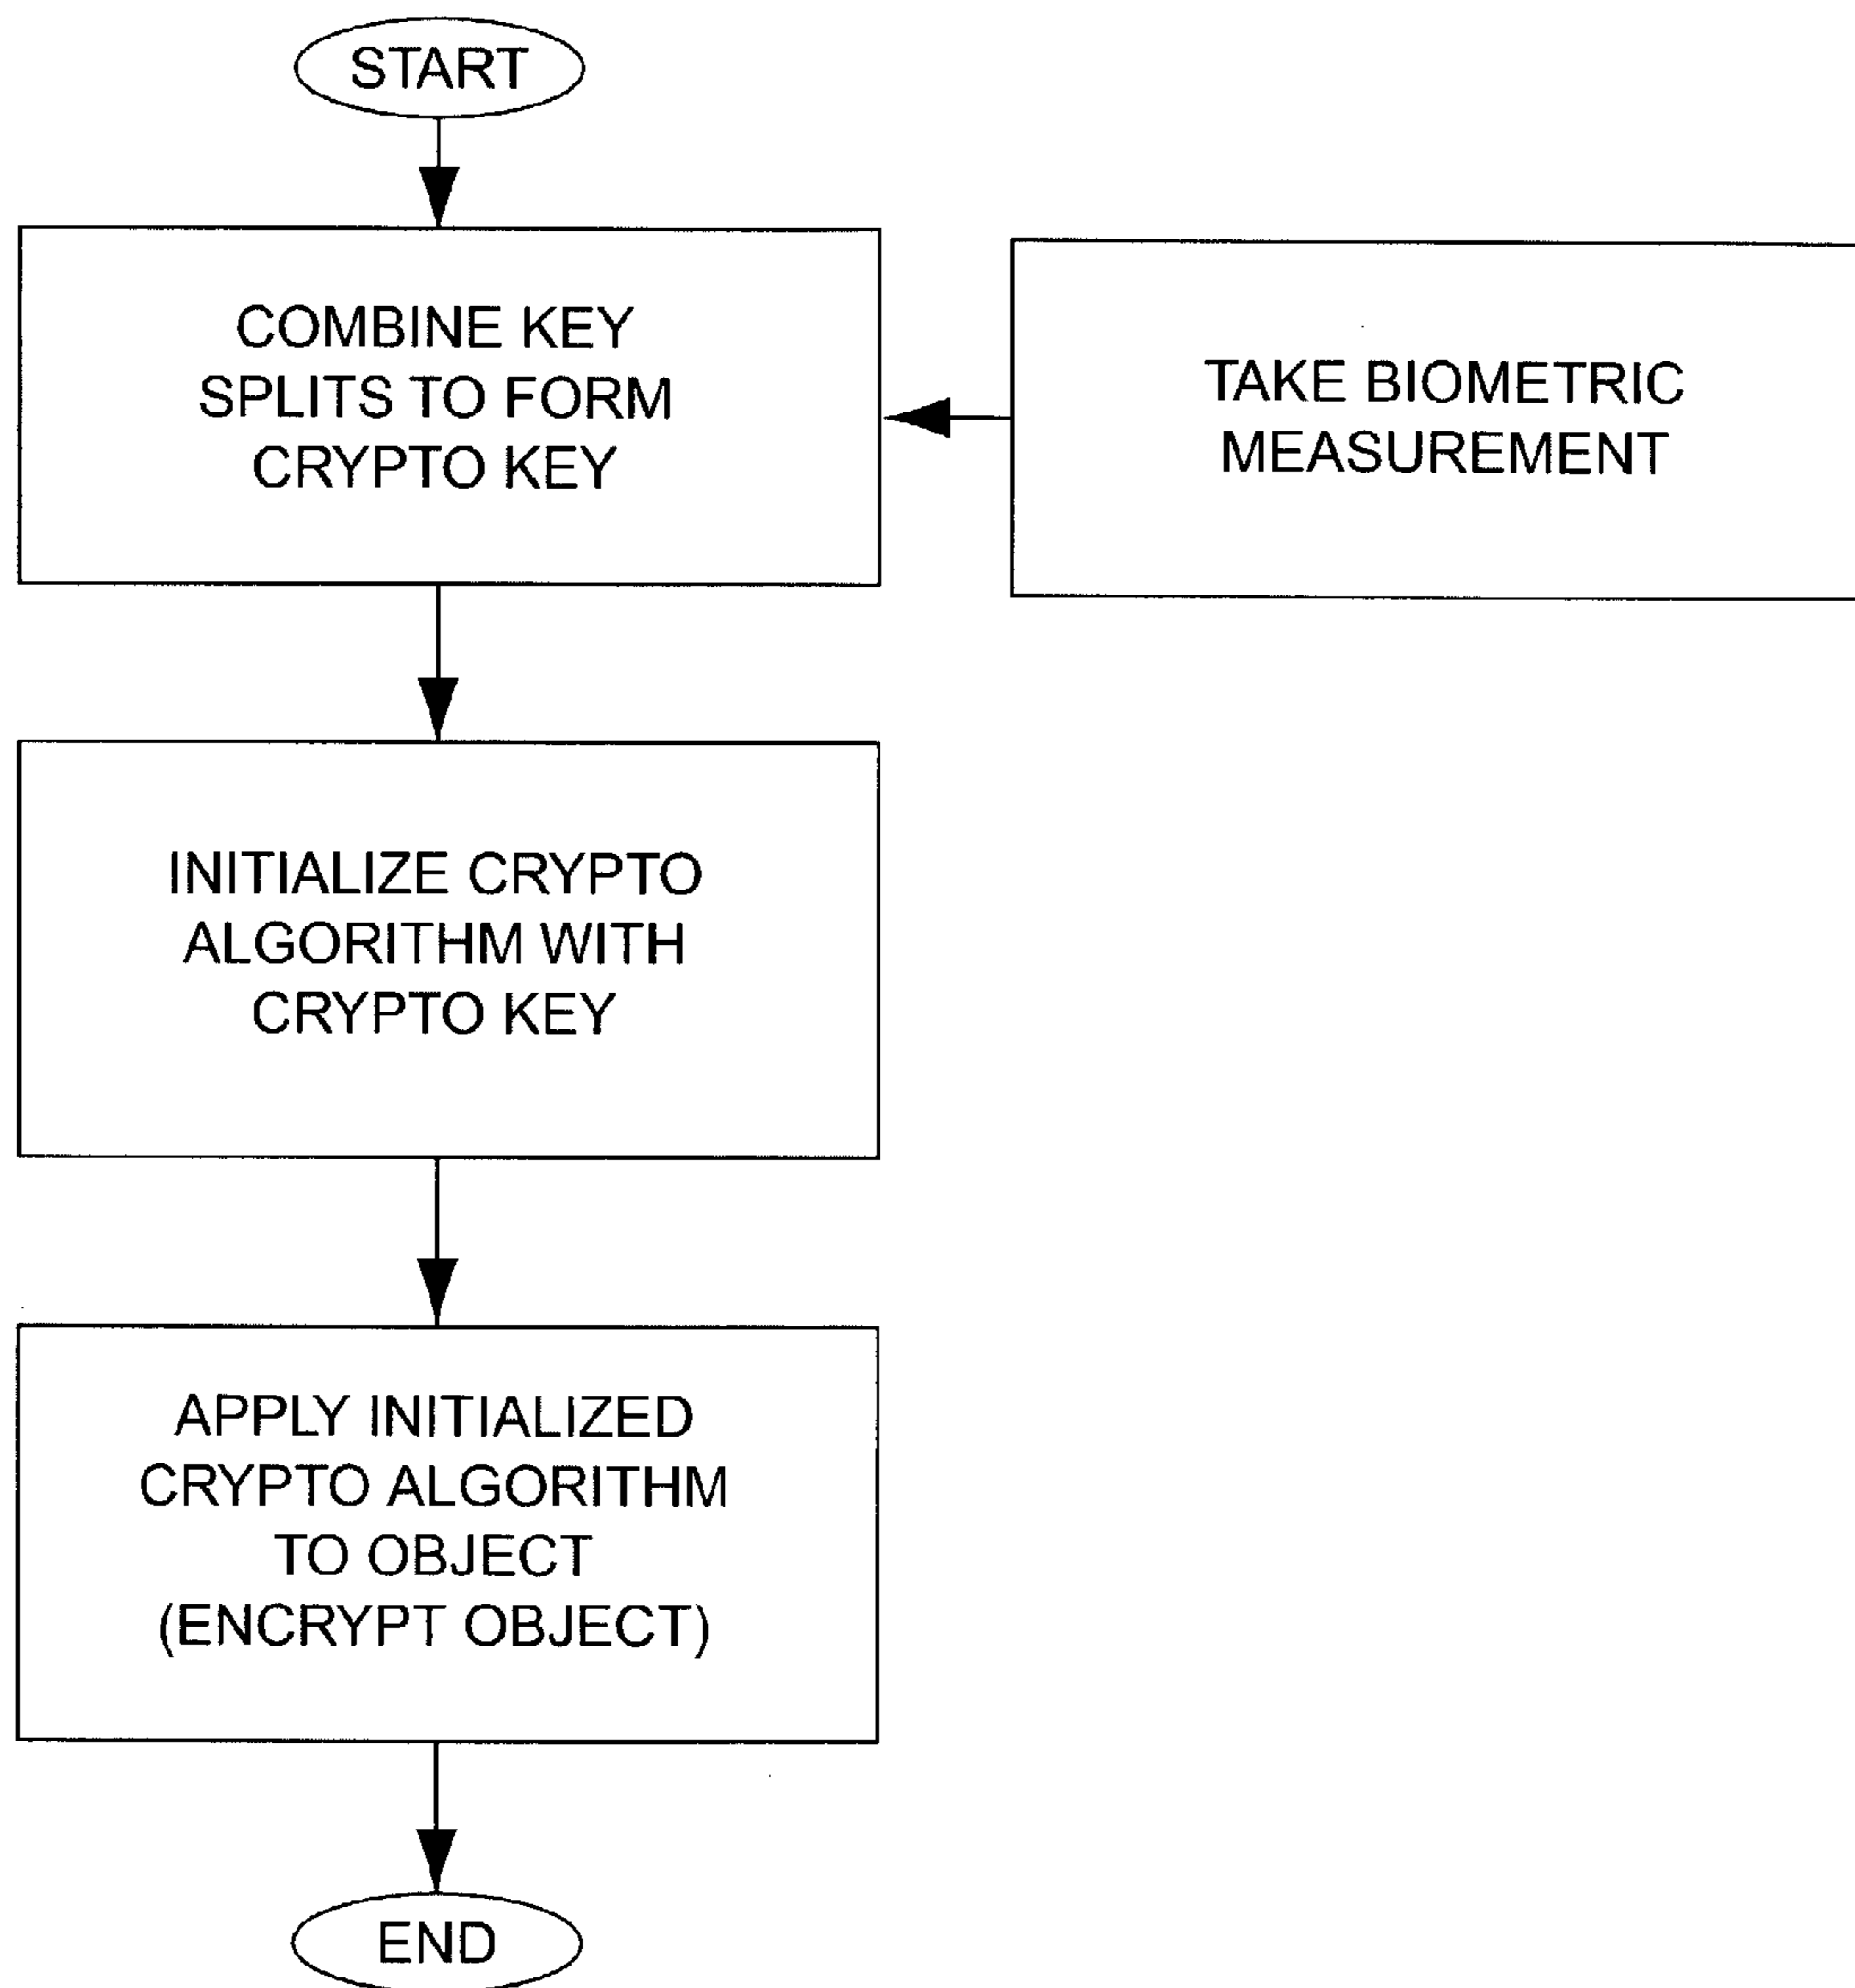 START
COMBINE KEY
SPLITS TO FORM
CRYPTO KEY
TAKE BIOMETRIC
MEASUREMENT
INITIALIZE CRYPTO
ALGORITHM WITH
CRYPTO KEY
APPLY INITIALIZED
CRYPTO ALGORITHM
TO OBJECT
(ENCRYPT OBJECT)
END